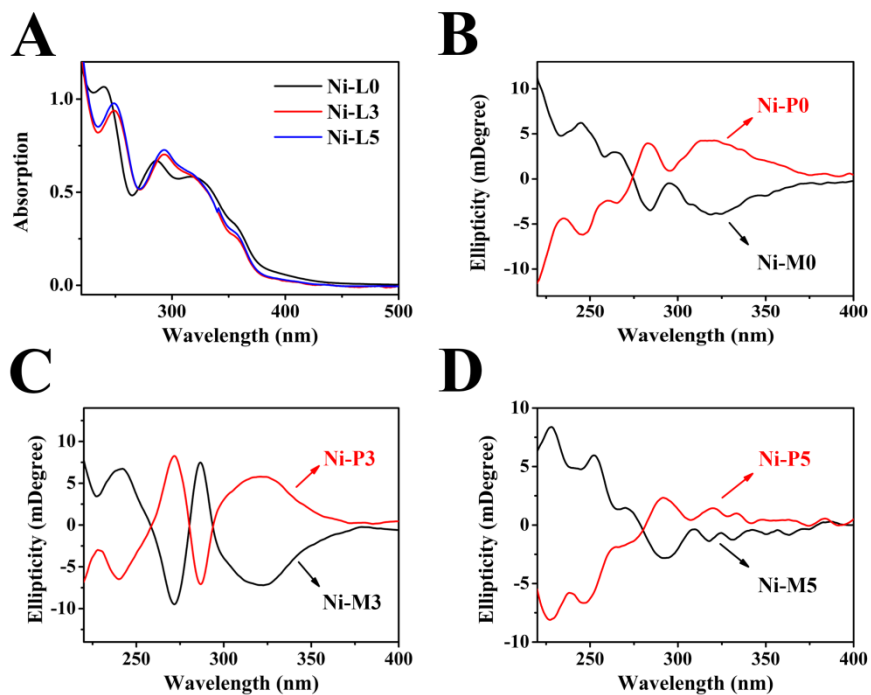 A
Ni-L0
Ni-L3
Ni-L5
1.0
0.5
0.0
Absorption
300
400
500
Wavelength (nm)
B
10
5
0
-5
-10
Ellipticity (mDegree)
Ni-P0
Ni-M0
250
300
350
400
Wavelength (nm)
C
10
5
0
-5
-10
Ellipticity (mDegree)
Ni-P3
Ni-M3
250
300
350
400
Wavelength (nm)
D
10
5
0
-5
-10
Ellipticity (mDegree)
Ni-P5
Ni-M5
250
300
350
400
Wavelength (nm)